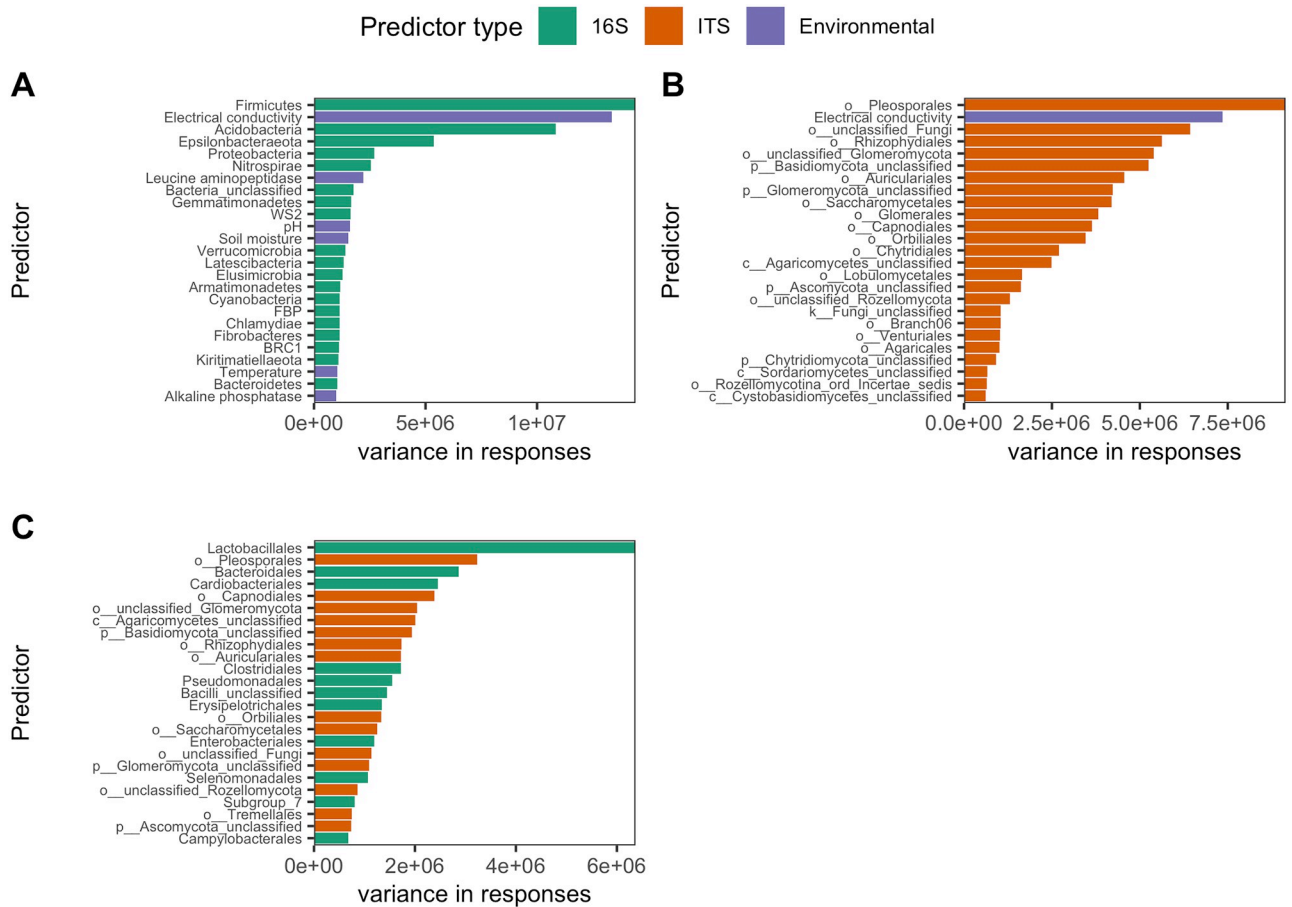 Predictor type 16S ITS Environmental
A
Predictor
Firmicutes
Electrical conductivity
Acidobacteria
Epsilonbacteraeota
Proteobacteria
Nitrospirae
Leucine aminopeptidase
Bacteria_unclassified
Gemmatimonadetes
WS2
pH
Soil moisture
Verrucomicrobia
Latescibacteria
Elusimicrobia
Armatimonadetes
Cyanobacteria
FBP
Chlamydiae
Fibrobacteres
BRC1
Kiritimatiellaeota
Temperature
Bacteroidetes
Alkaline phosphatase
0e+00 5e+06 1e+07
variance in responses
B
Predictor
o__Pleosporales
Electrical conductivity
o__unclassified_Fungi
o__Rhizophydiales
o__unclassified_Glomeromycota
p__Basidiomycota_unclassified
o__Auriculariales
p__Glomeromycota_unclassified
o__Saccharomycetales
o__Glomerales
o__Capnodiales
o__Orbiliales
o__Chytridiales
c__Agaricomycetes_unclassified
o__Lobulomycetales
p__Ascomycota_unclassified
o__unclassified_Rozellomycota
k__Fungi_unclassified
o__Branch06
o__Venturiales
o__Agaricales
p__Chytridiomycota_unclassified
c__Sordariomycetes_unclassified
o__Rozellomycotina_ord_Incertae_sedis
c__Cystobasidiomycetes_unclassified
0.0e+00 2.5e+06 5.0e+06 7.5e+06
variance in responses
C
Predictor
Lactobacillales
o__Pleosporales
Bacteroidales
Cardiobacteriales
o__Capnodiales
o__unclassified_Glomeromycota
c__Agaricomycetes_unclassified
p__Basidiomycota_unclassified
o__Rhizophydiales
o__Auriculariales
Clostridiales
Pseudomonadales
Bacilli_unclassified
Erysipelotrichales
o__Orbiliales
o__Saccharomycetales
Enterobacteriales
o__unclassified_Fungi
p__Glomeromycota_unclassified
Selenomonadales
o__unclassified_Rozellomycota
Subgroup_7
o__Tremellales
p__Ascomycota_unclassified
Campylobacterales
0e+00 2e+06 4e+06 6e+06
variance in responses